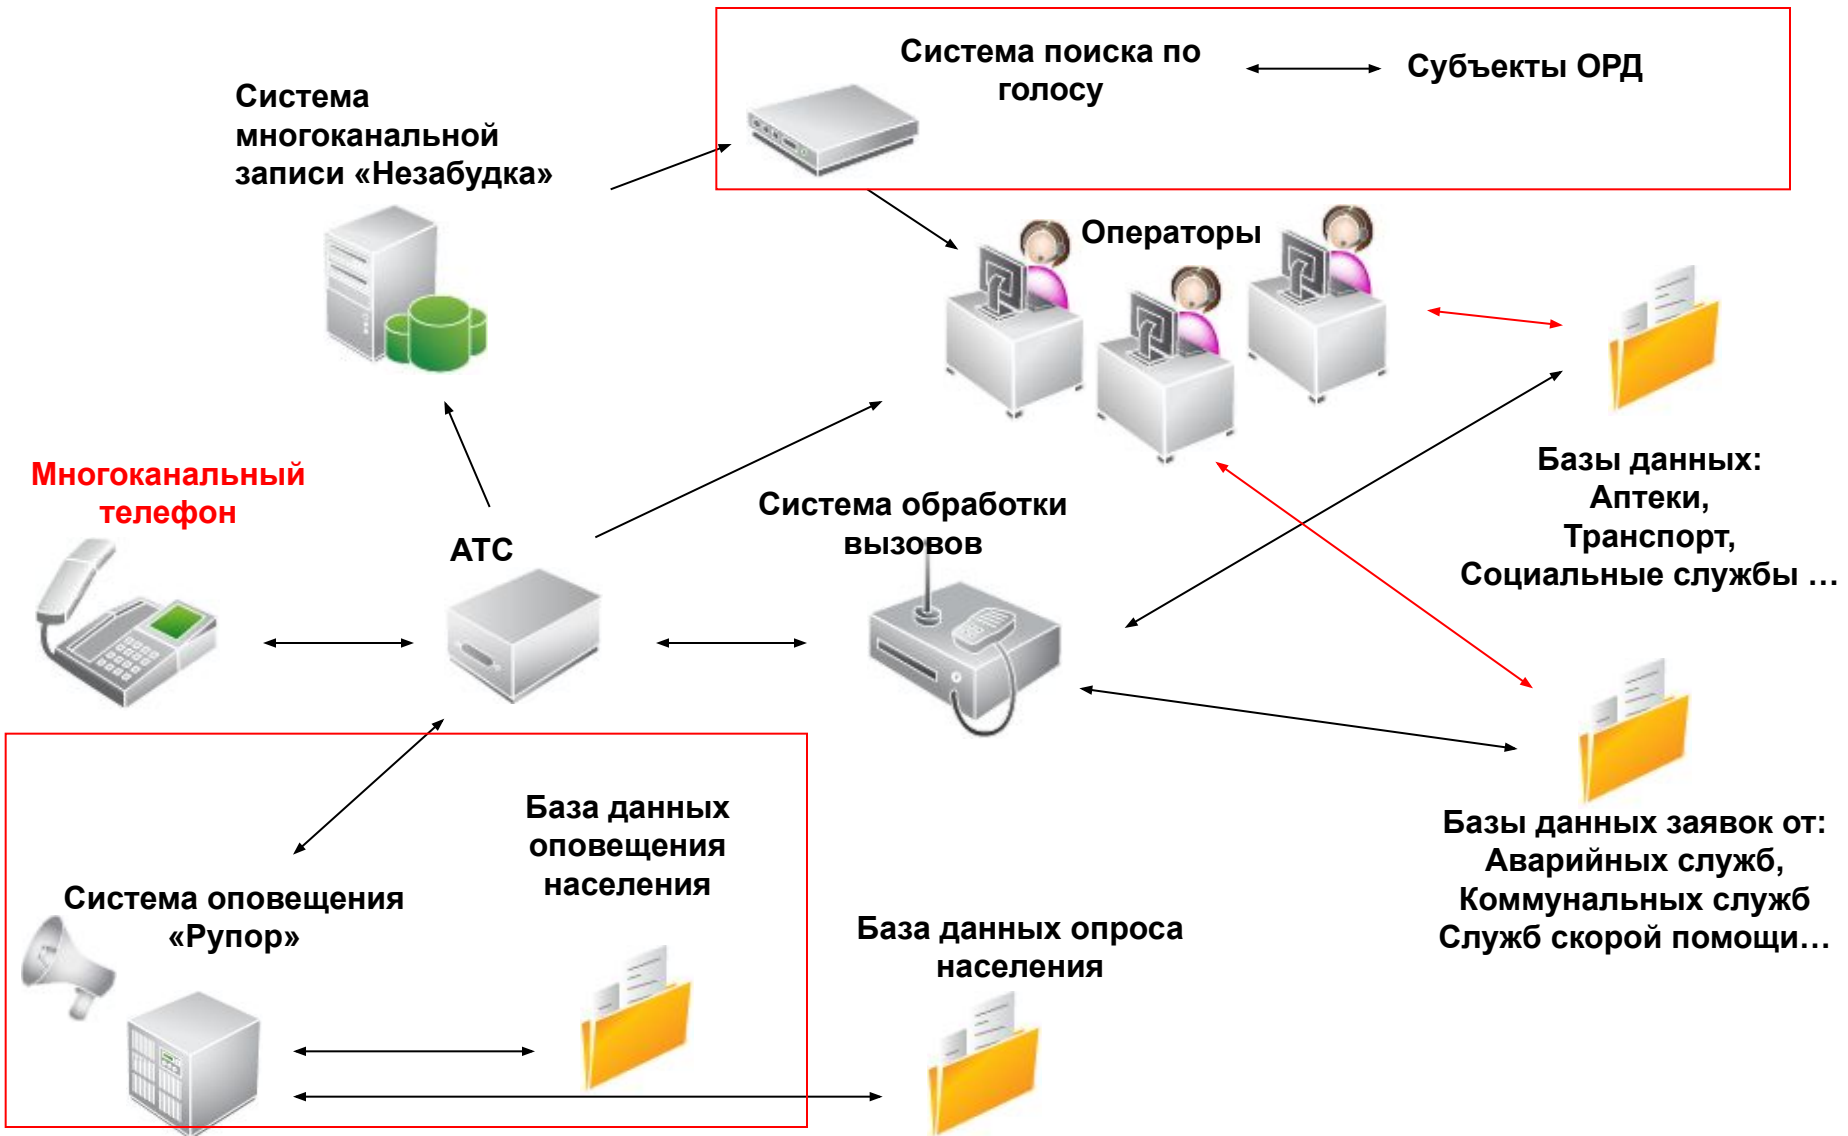 Система поиска по
голосу
Субъекты ОРД
Система
многоканальной
записи «Незабудка»
Операторы
Многоканальный
телефон
АТС
Система обработки
вызовов
Базы данных:
Аптеки,
Транспорт,
Социальные службы …
База данных
оповещения
населения
Система оповещения
«Рупор»
База данных опроса
населения
Базы данных заявок от:
Аварийных служб,
Коммунальных служб
Служб скорой помощи…